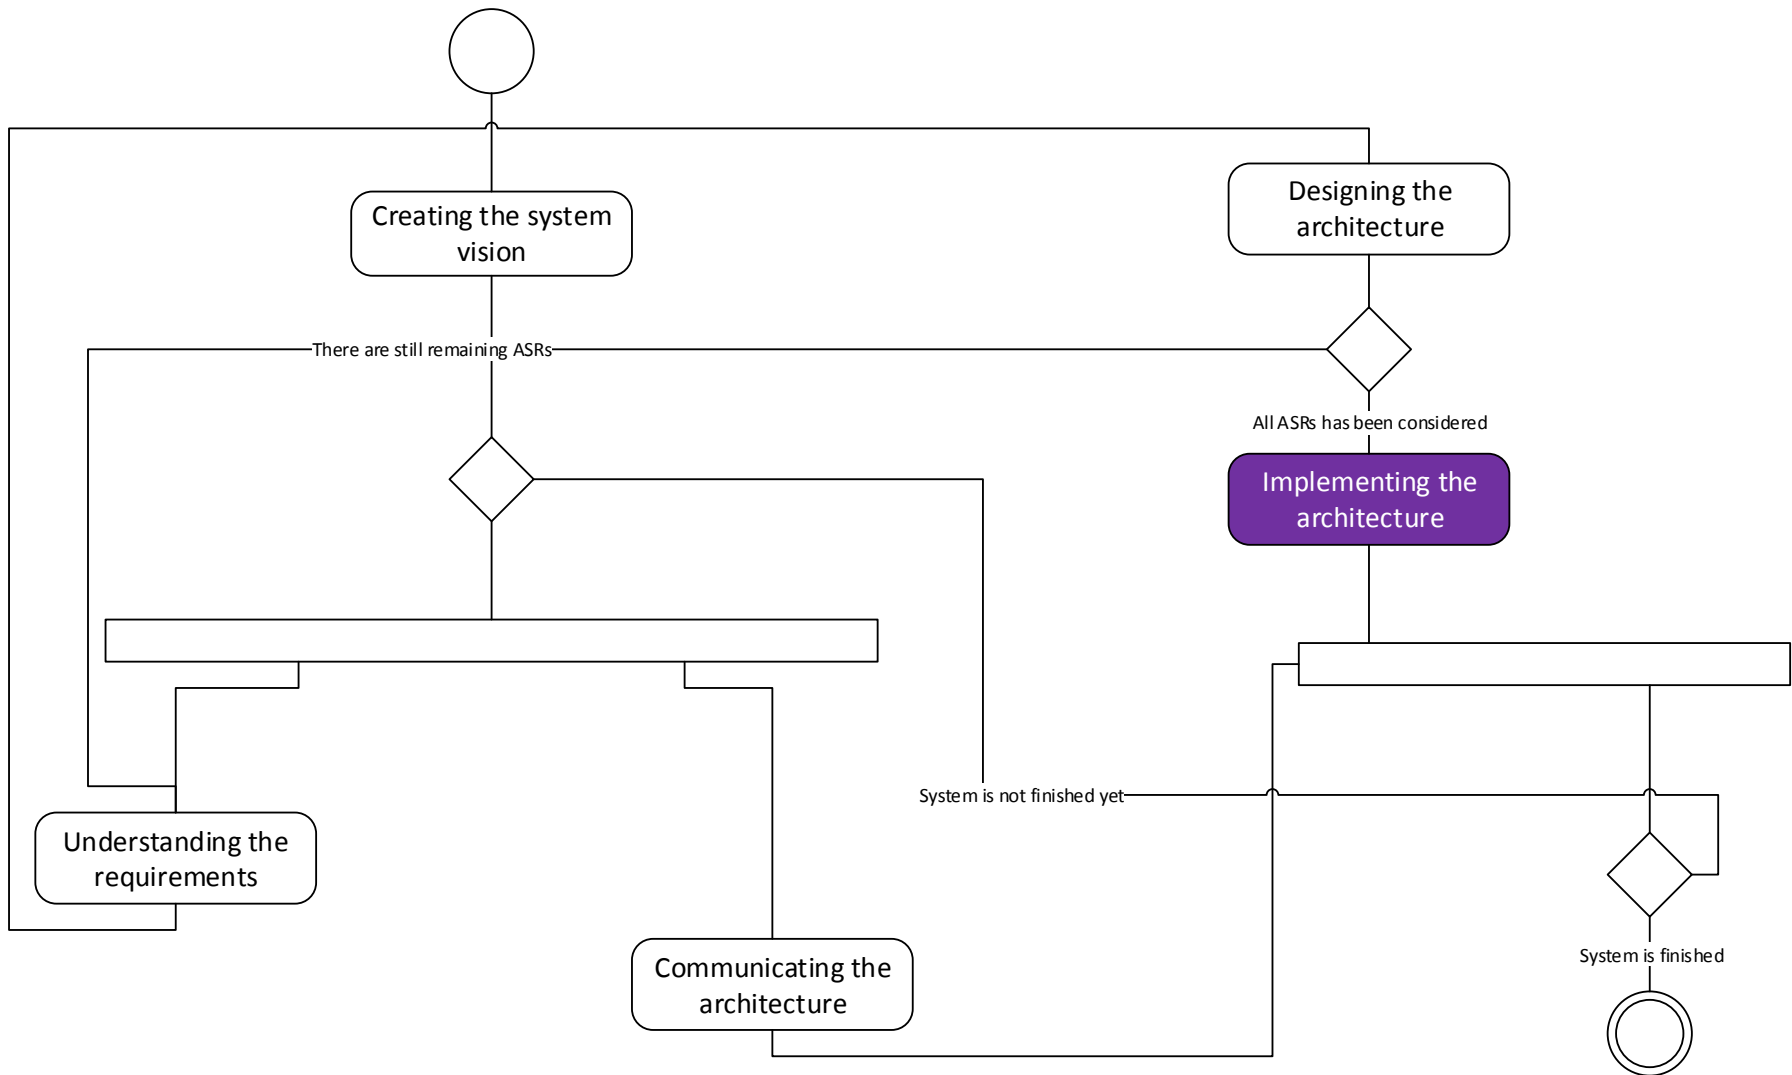 Creating the system
vision
Designing the
architecture
There are still remaining ASRs
All ASRs has been considered
Implementing the
architecture
System is not finished yet
Understanding the
requirements
Communicating the
architecture
System is finished